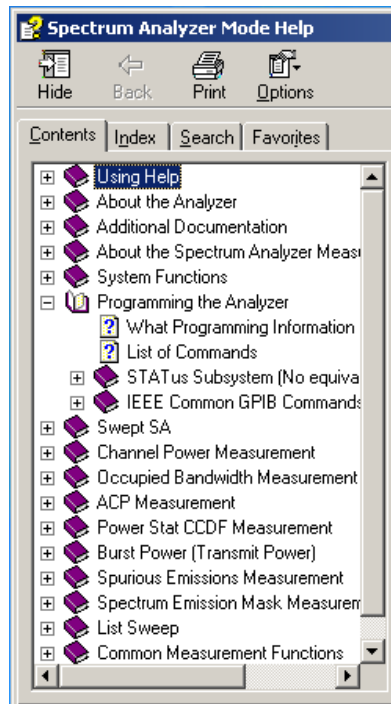 Spectrum Analyzer Mode Help
Hide Back Print Options
Contents Index Search Favorites
Using Help
About the Analyzer
Additional Documentation
About the Spectrum Analyzer Meas
System Functions
Programming the Analyzer
What Programming Information
List of Commands
STATus Subsystem (No equiva
IEEE Common GPIB Commands
Swept SA
Channel Power Measurement
Occupied Bandwidth Measurement
ACP Measurement
Power Stat CCDF Measurement
Burst Power (Transmit Power)
Spurious Emissions Measurement
Spectrum Emission Mask Measurem
List Sweep
Common Measurement Functions